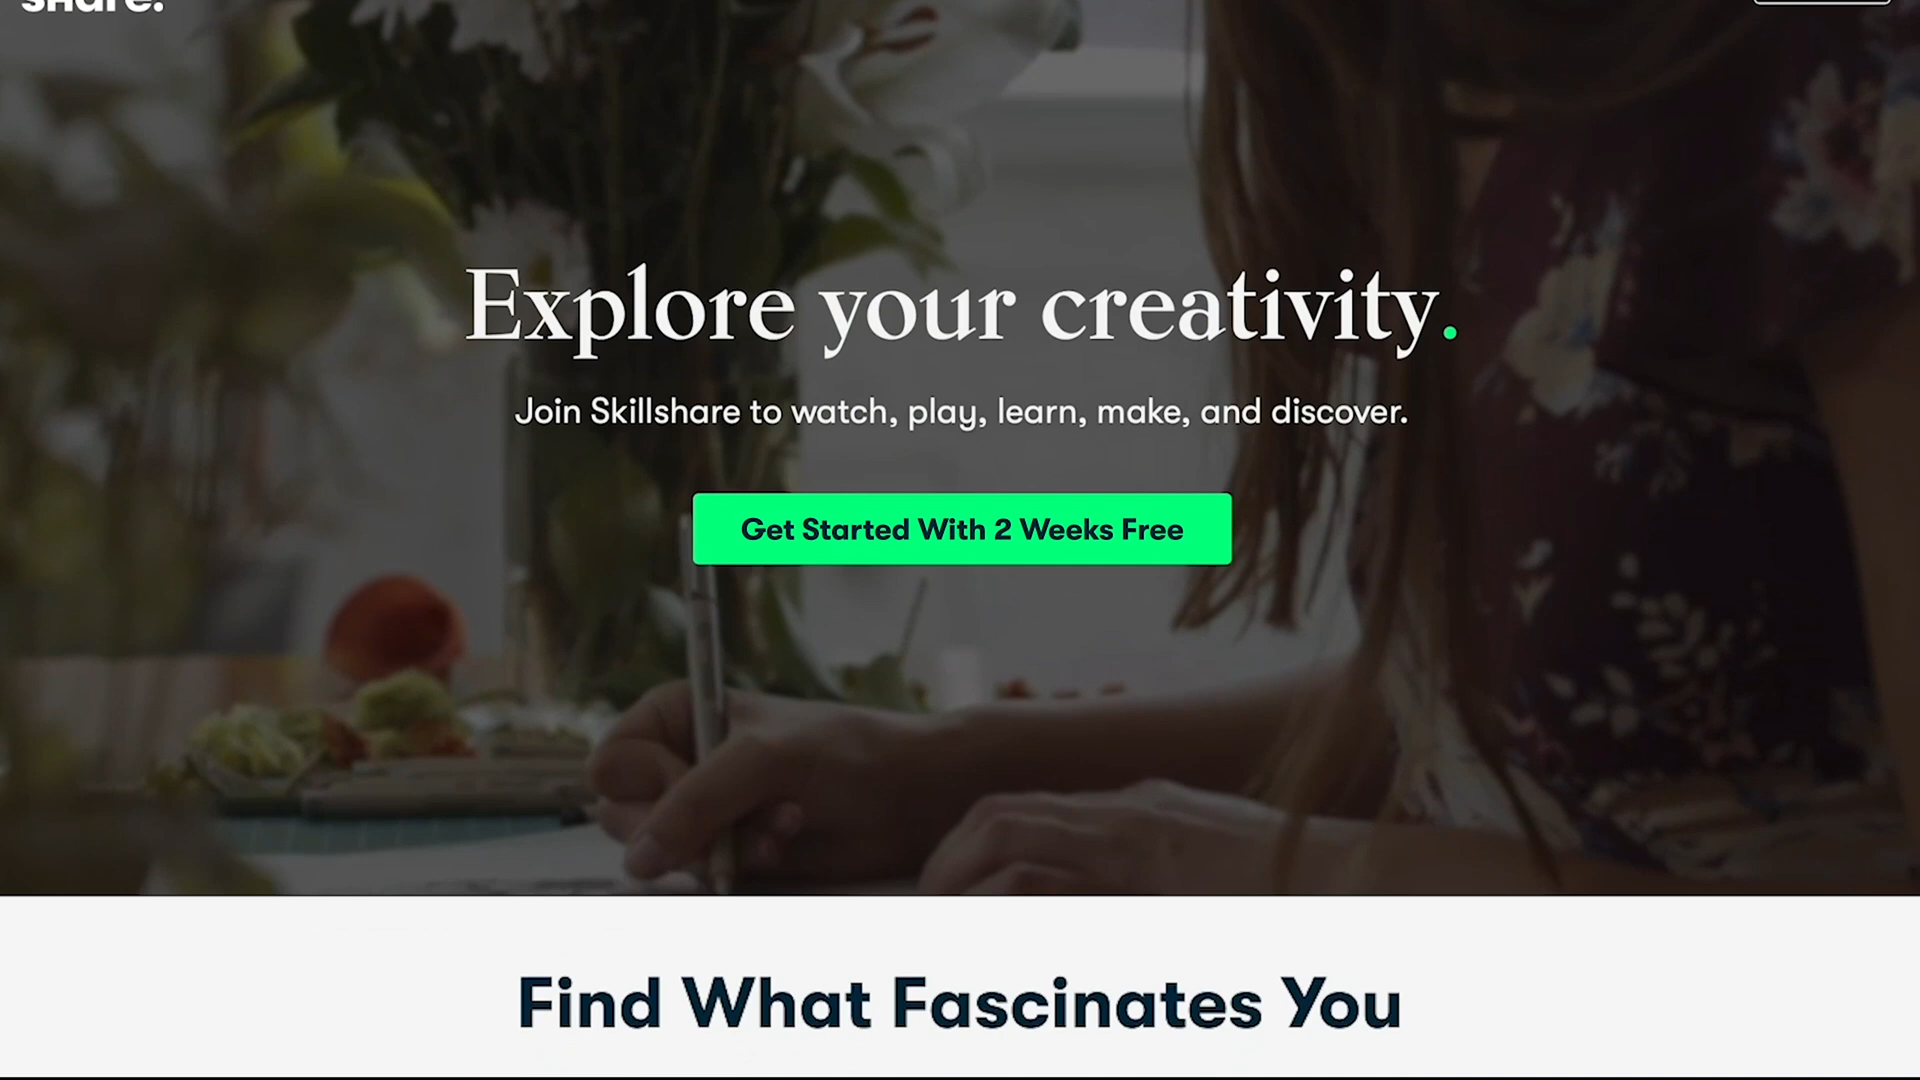 SHare.
Explore your creativity.
Join Skillshare to watch, play, learn, make, and discover.
Get Started With 2 Weeks Free
Find What Fascinates You